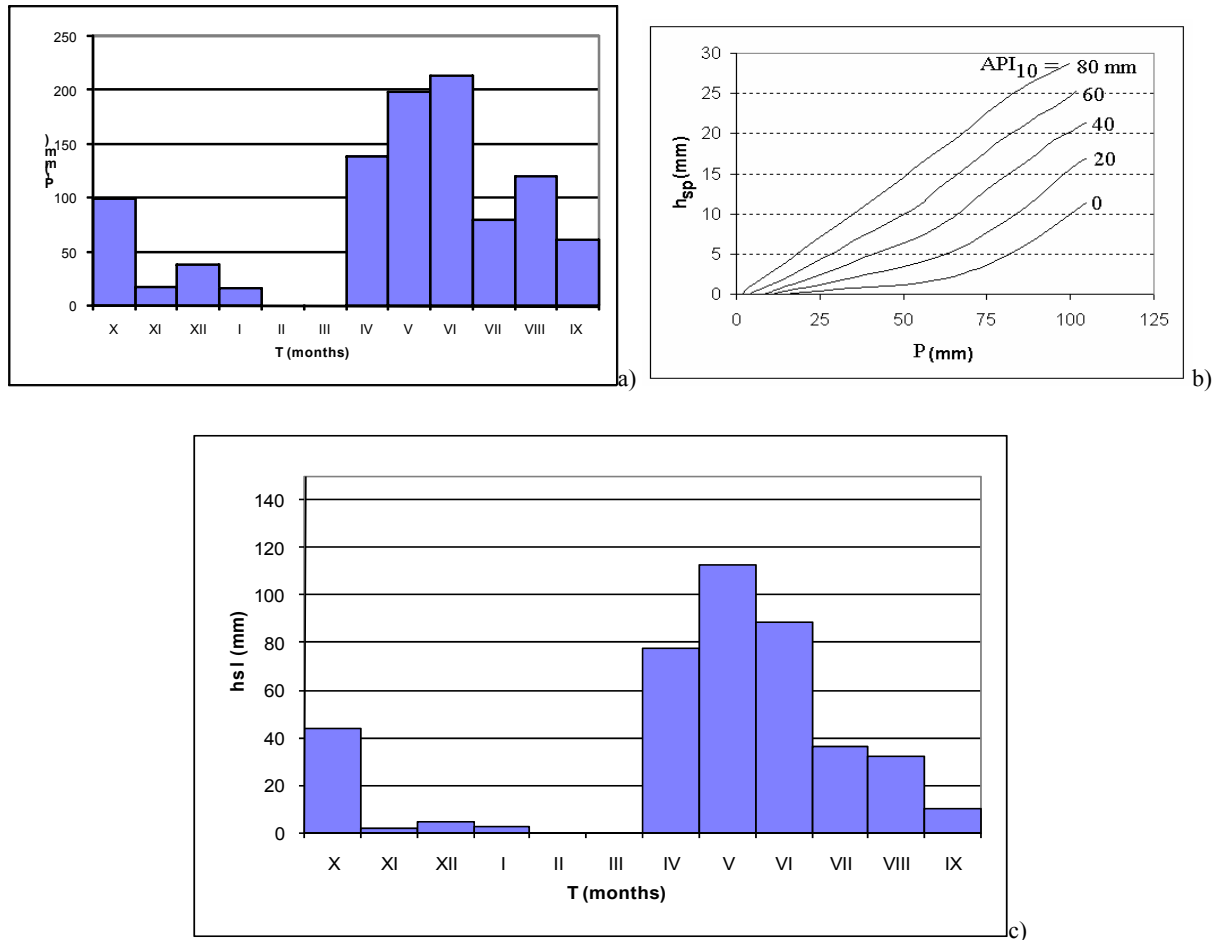 250
200
150
100
50
0
P(mm)
X XI XII I II III IV V VI VII VIII IX
T (months)
a)
30
25
20
15
10
5
0
hsp(mm)
API10 = 80 mm
60
40
20
0
0 25 50 75 100 125
P (mm)
b)
140
120
100
80
60
40
20
0
hsl (mm)
X XI XII I II III IV V VI VII VIII IX
T (months)
c)